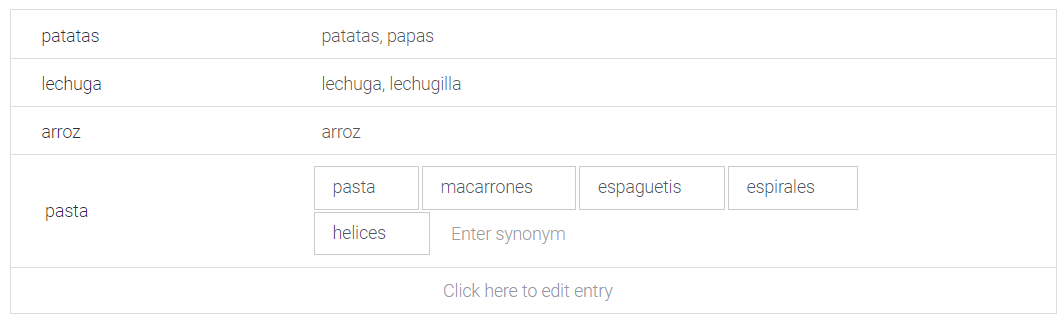 patatas patatas, papas
lechuga lechuga, lechugilla
arroz arroz
pasta macarrones espaguetis espirales
pasta
helices Enter synonym
Click here to edit entry